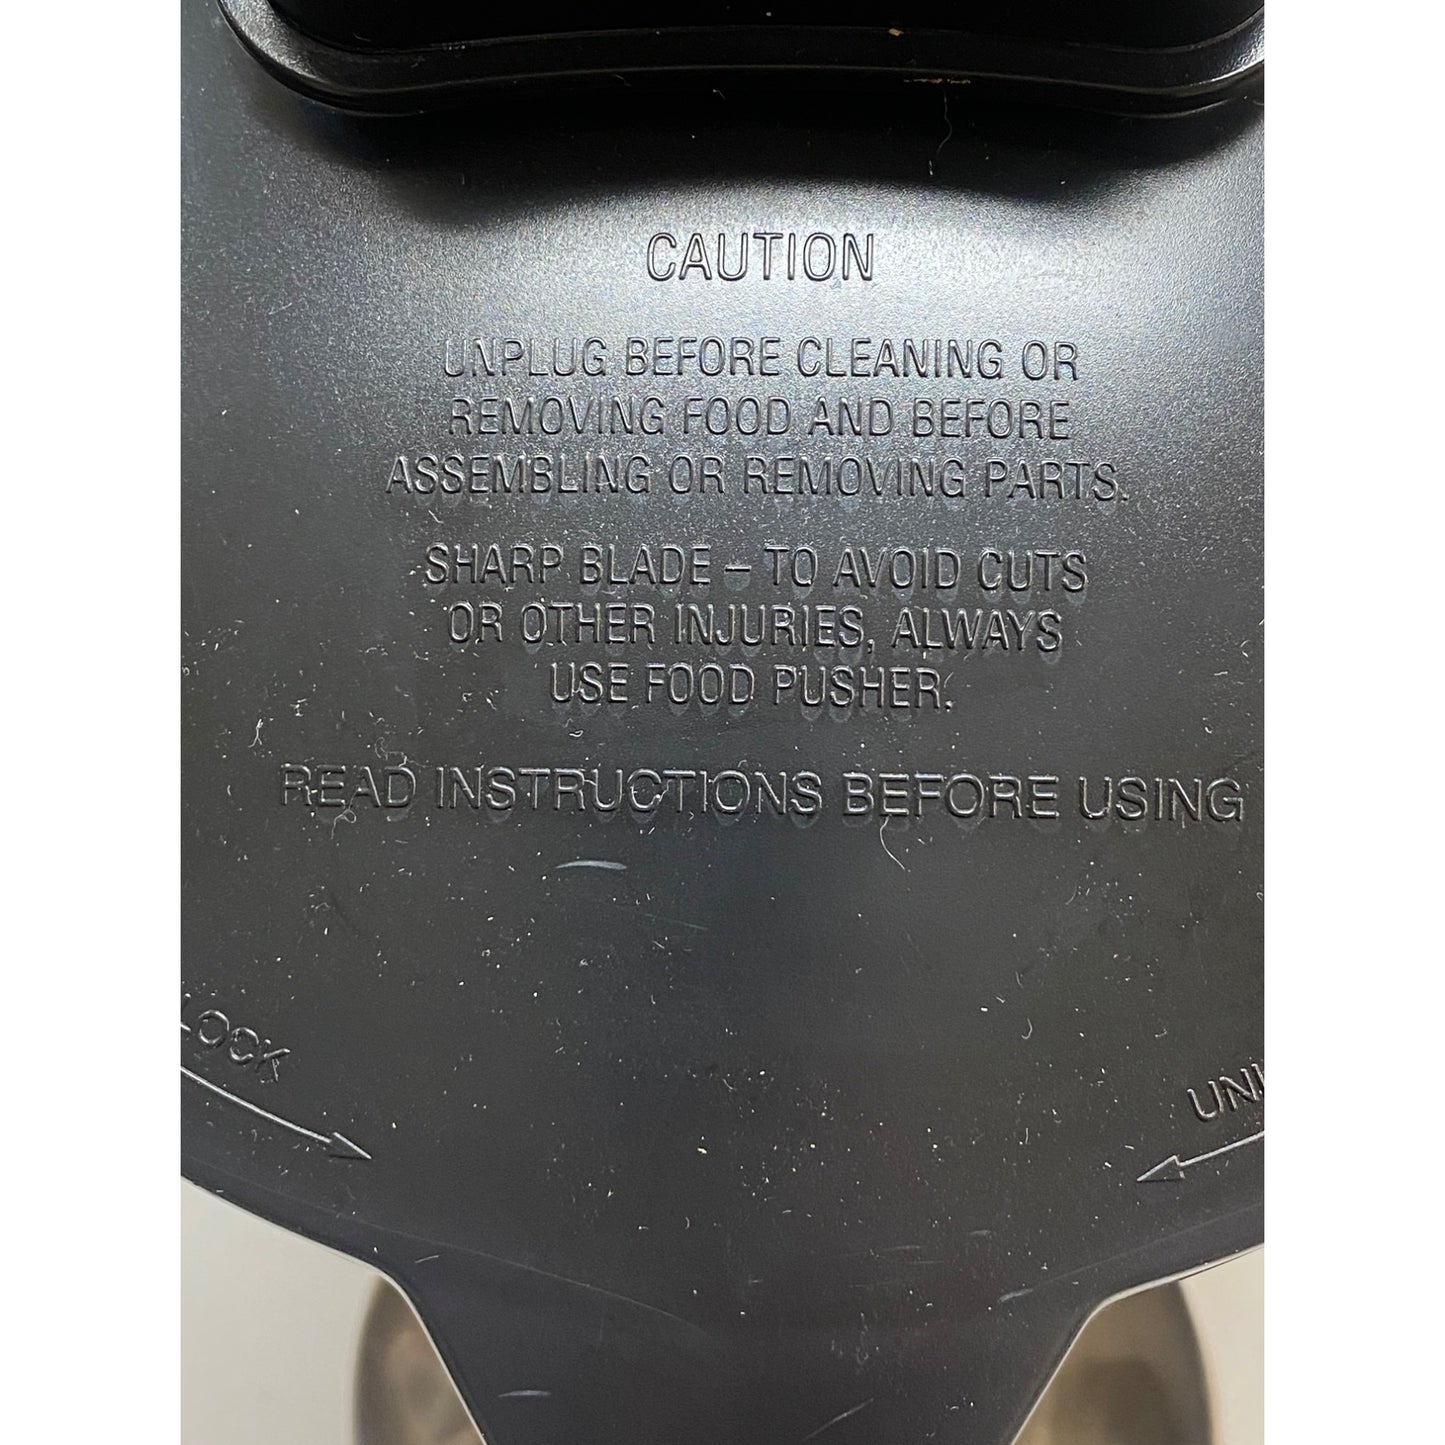 CAUTION
UNPLUG BEFORE CLEANING OR
REMOVING FOOD AND BEFORE
ASSEMBLING OR REMOVING PARTS.
SHARP BLADE – TO AVOID CUTS
OR OTHER INJURIES, ALWAYS
USE FOOD PUSHER.
READ INSTRUCTIONS BEFORE USING
LOCK